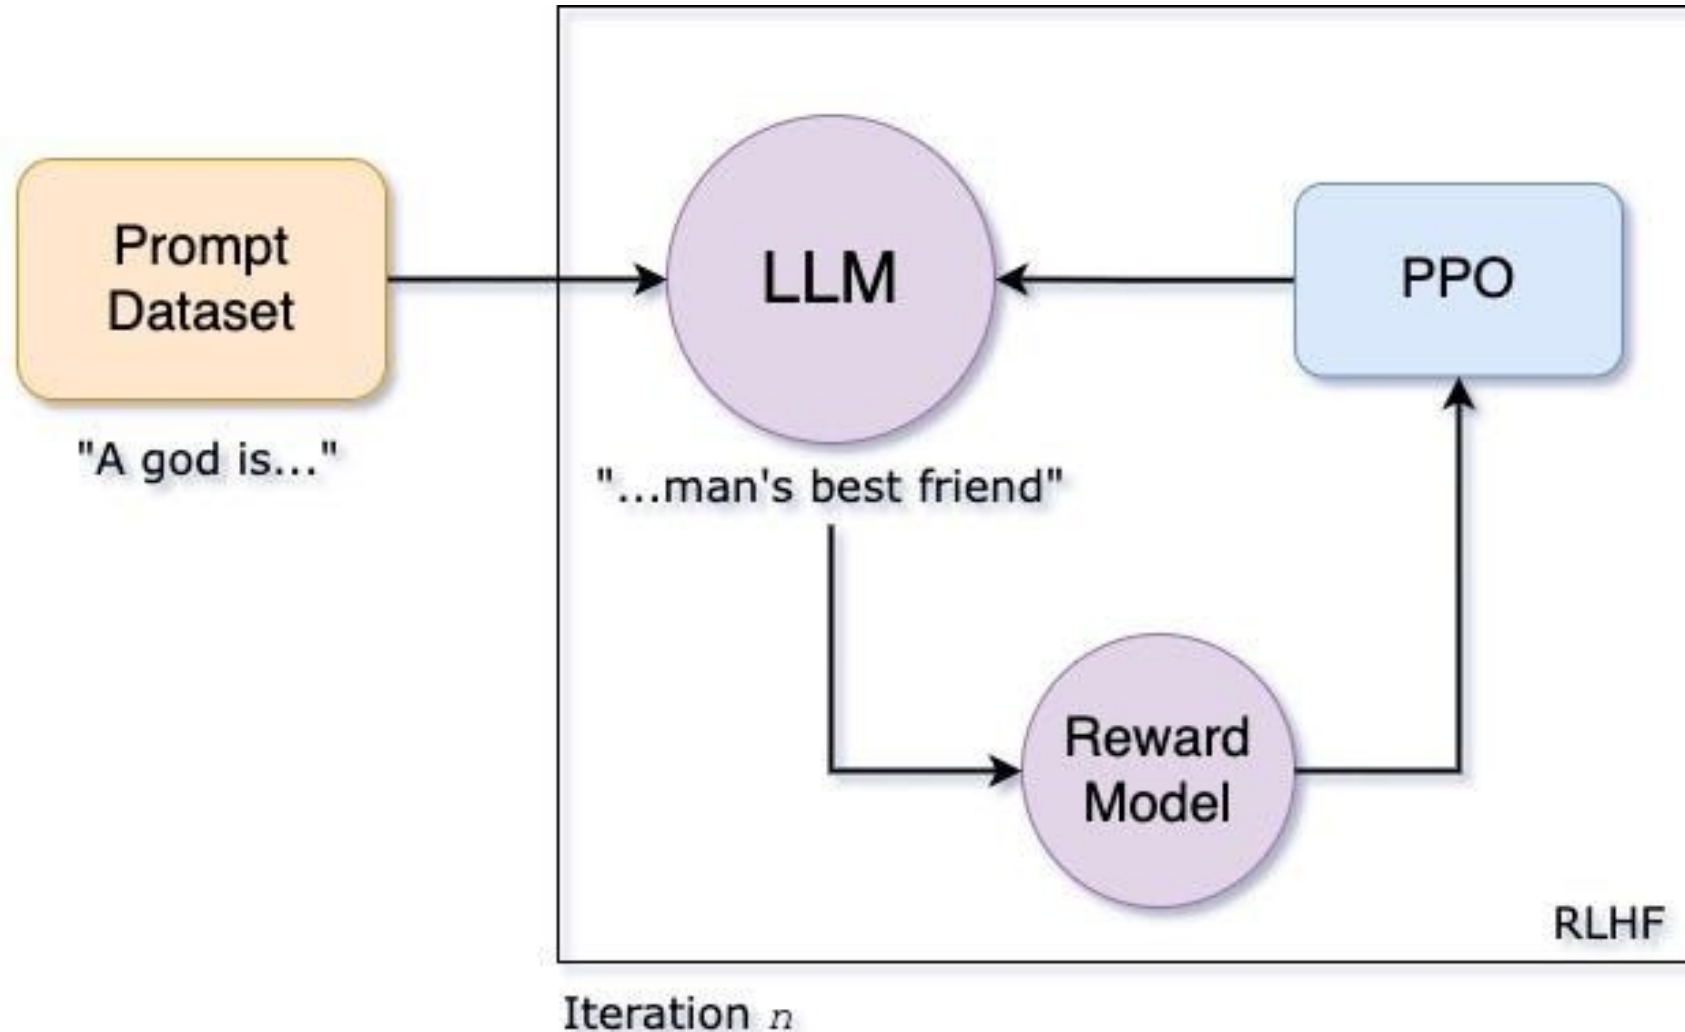 Prompt
Dataset
"A god is..."
LLM
"...man's best friend"
PPO
Reward
Model
RLHF
Iteration n